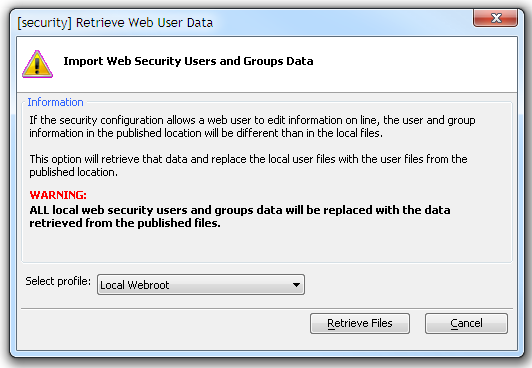 [security] Retrieve Web User Data
Import Web Security Users and Groups Data
Information
If the security configuration allows a web user to edit information on line, the user and group
information in the published location will be different than in the local files.
This option will retrieve that data and replace the local user files with the user files from the
published location.
WARNING:
ALL local web security users and groups data will be replaced with the data
retrieved from the published files.
Select profile: Local Webroot
Retrieve Files Cancel